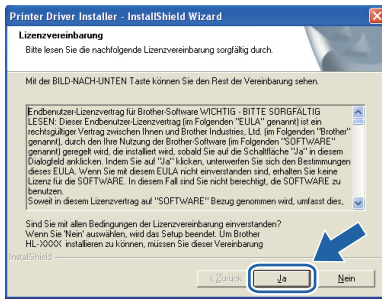 Printer Driver Installer - InstallShield Wizard
Lizenzvereinbarung
Bitte lesen Sie die nachfolgende Lizenzvereinbarung sorgfältig durch.
Mit der BILD-NACH-UNTEN Taste können Sie den Rest der Vereinbarung sehen.
Endbenutzer-Lizenzvertrag für Brother-Software WICHTIG - BITTE SORGFÄLTIG
LESEN: Dieser Endbenutzer-Lizenzvertrag (im Folgenden "EULA" genannt) ist ein
rechtsgültiger Vertrag zwischen Ihnen und Brother Industries, Ltd. (im Folgenden "Brother"
genannt), durch den Ihre Nutzung der Brother-Software (im Folgenden "SOFTWARE"
genannt) geregelt wird, die installiert wird, sobald Sie auf die Schaltfläche "Ja" in diesem
Dialogfeld anklicken. Indem Sie auf "Ja" klicken, unterwerfen Sie sich den Bestimmungen
dieses EULA. Wenn Sie mit diesem EULA nicht einverstanden sind, erhalten Sie keine
Lizenz für die SOFTWARE. In diesem Fall sind Sie nicht berechtigt, die SOFTWARE zu
benutzen.
Soweit in diesem Lizenzvertrag auf "SOFTWARE" Bezug genommen wird, umfasst dies,
Sind Sie mit allen Bedingungen der Lizenzvereinbarung einverstanden?
Wenn Sie 'Nein' auswählen, wird das Setup beendet. Um Brother
HL-XXXX installieren zu können, müssen Sie dieser Vereinbarung
InstallShield
< Zurück Ja Nein